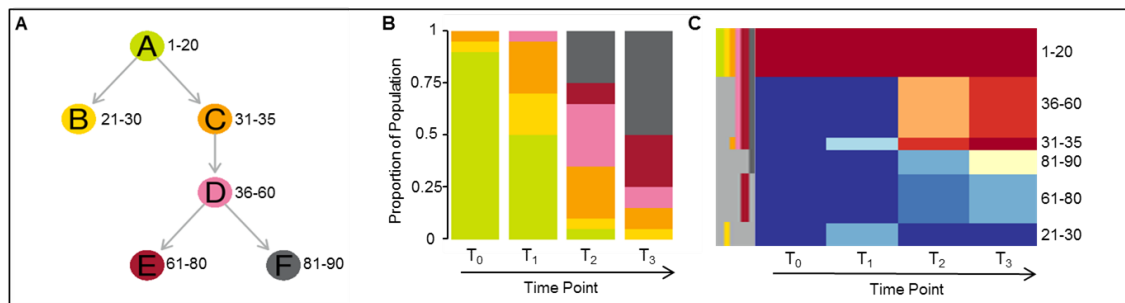 A
A
1-20
B
21-30
C
31-35
D
36-60
E
61-80
F
81-90
B
Proportion of Population
1
0.75
0.5
0.25
0
T0 T1 T2 T3
Time Point
C
1-20
36-60
31-35
81-90
61-80
21-30
T0 T1 T2 T3
Time Point